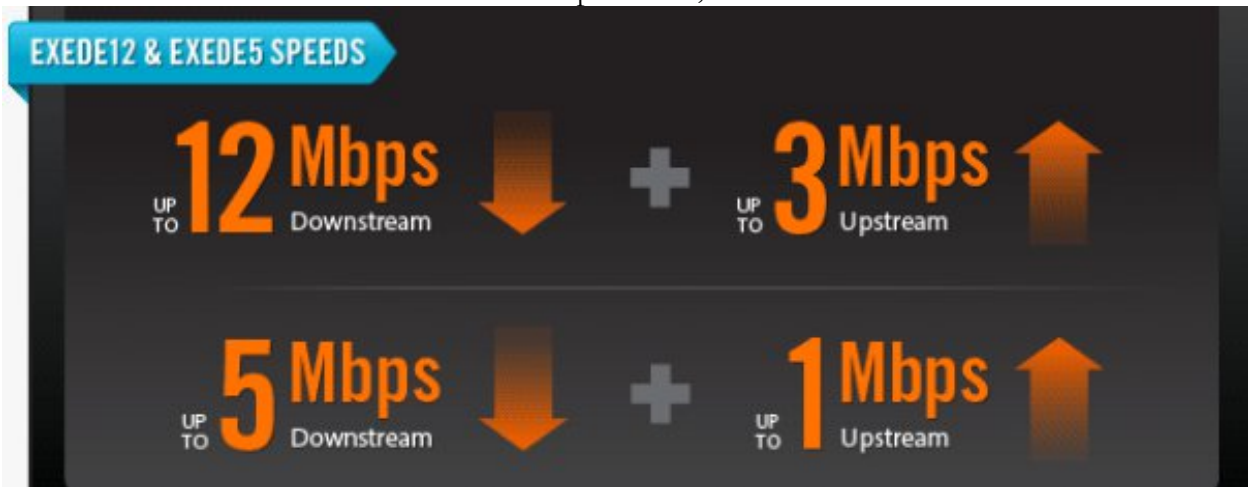 EXEDE12 & EXEDE5 SPEEDS
UP TO 12 Mbps Downstream + UP TO 3 Mbps Upstream
UP TO 5 Mbps Downstream + UP TO 1 Mbps Upstream